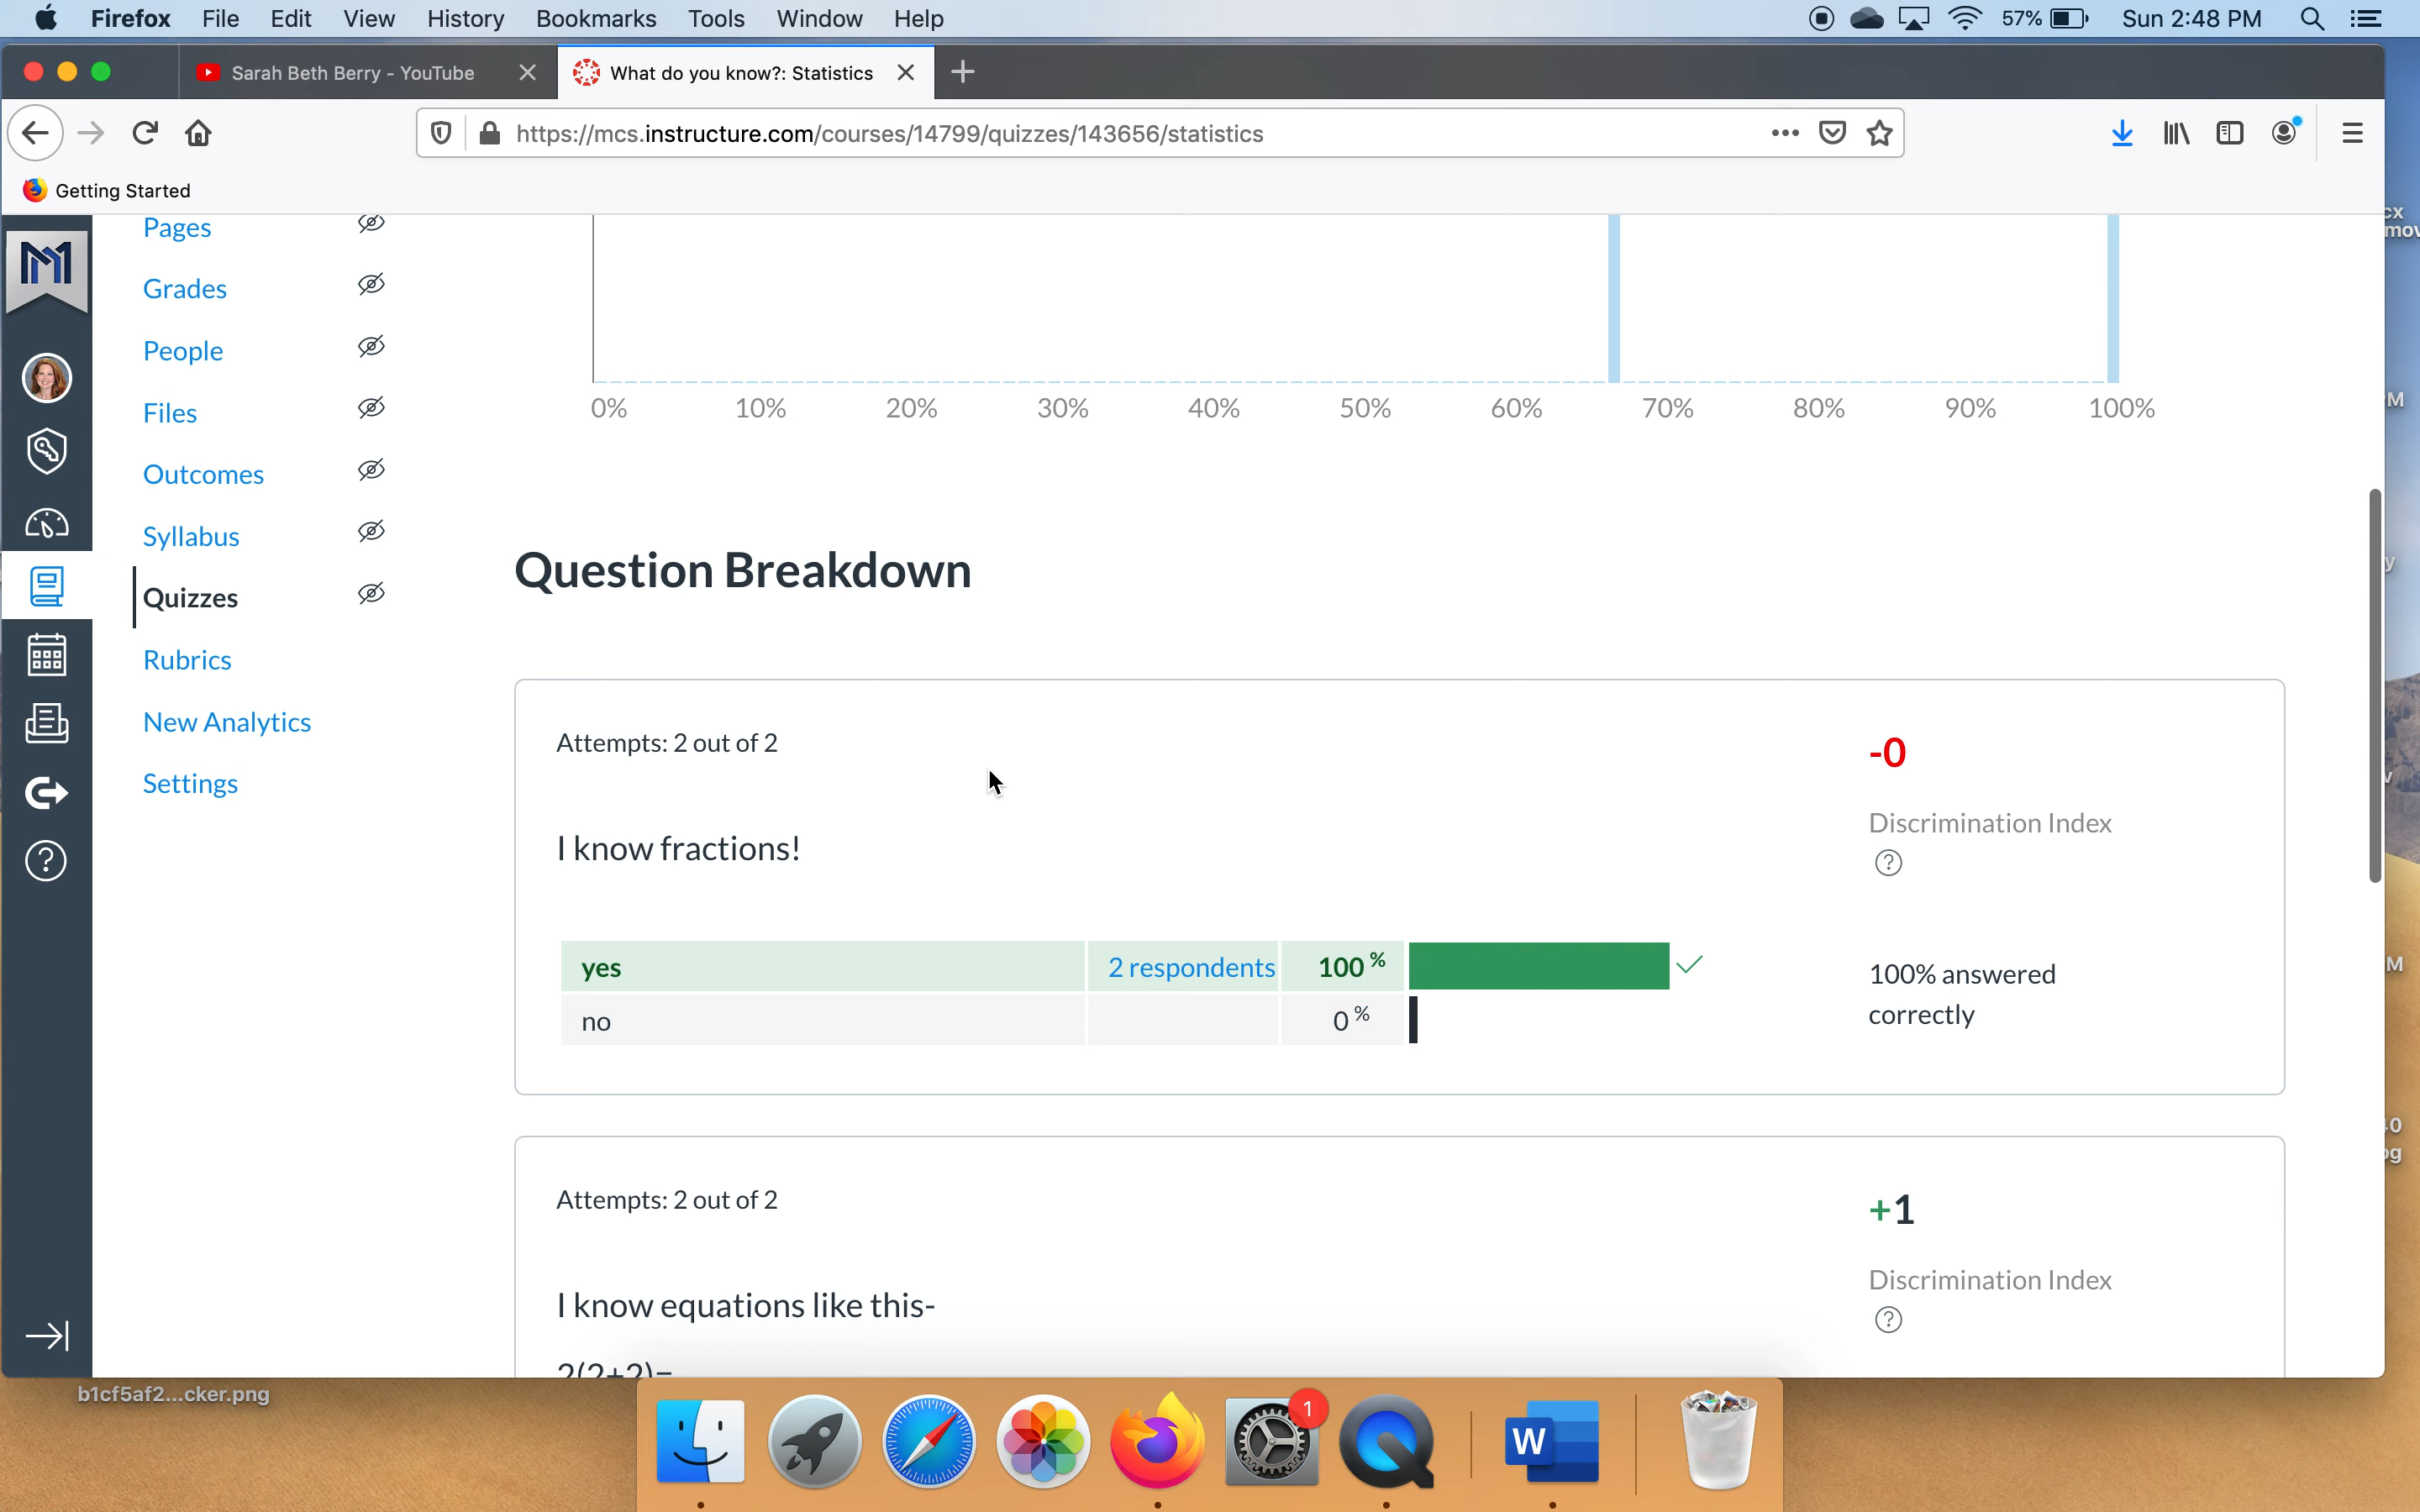 Firefox File Edit View History Bookmarks Tools Window Help 57% Sun 2:48 PM
Sarah Beth Berry - YouTube What do you know?: Statistics
https://mcs.instructure.com/courses/14799/quizzes/143656/statistics
Getting Started
Pages
Grades
People
Files
Outcomes
Syllabus
Quizzes
Rubrics
New Analytics
Settings
0% 10% 20% 30% 40% 50% 60% 70% 80% 90% 100%
Question Breakdown
Attempts: 2 out of 2
-0
Discrimination Index
?
I know fractions!
yes 2 respondents 100 %
no 0 %
100% answered
correctly
Attempts: 2 out of 2
+1
Discrimination Index
?
I know equations like this-
2(2+2)=
b1cf5af2...cker.png
1
W